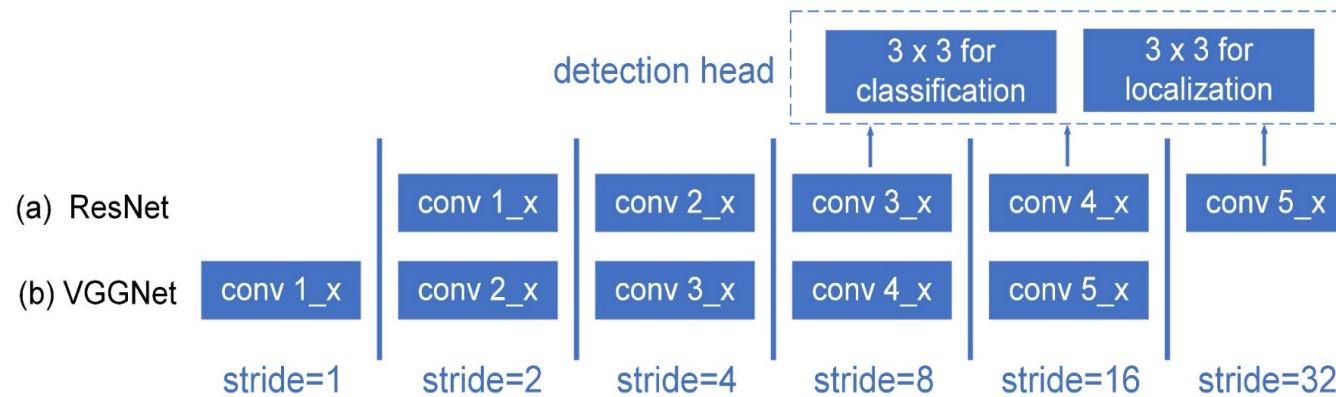 detection head
3 x 3 for
classification
3 x 3 for
localization
(a) ResNet
conv 1_x
conv 2_x
conv 3_x
conv 4_x
conv 5_x
(b) VGGNet
conv 1_x
conv 2_x
conv 3_x
conv 4_x
conv 5_x
stride=1
stride=2
stride=4
stride=8
stride=16
stride=32